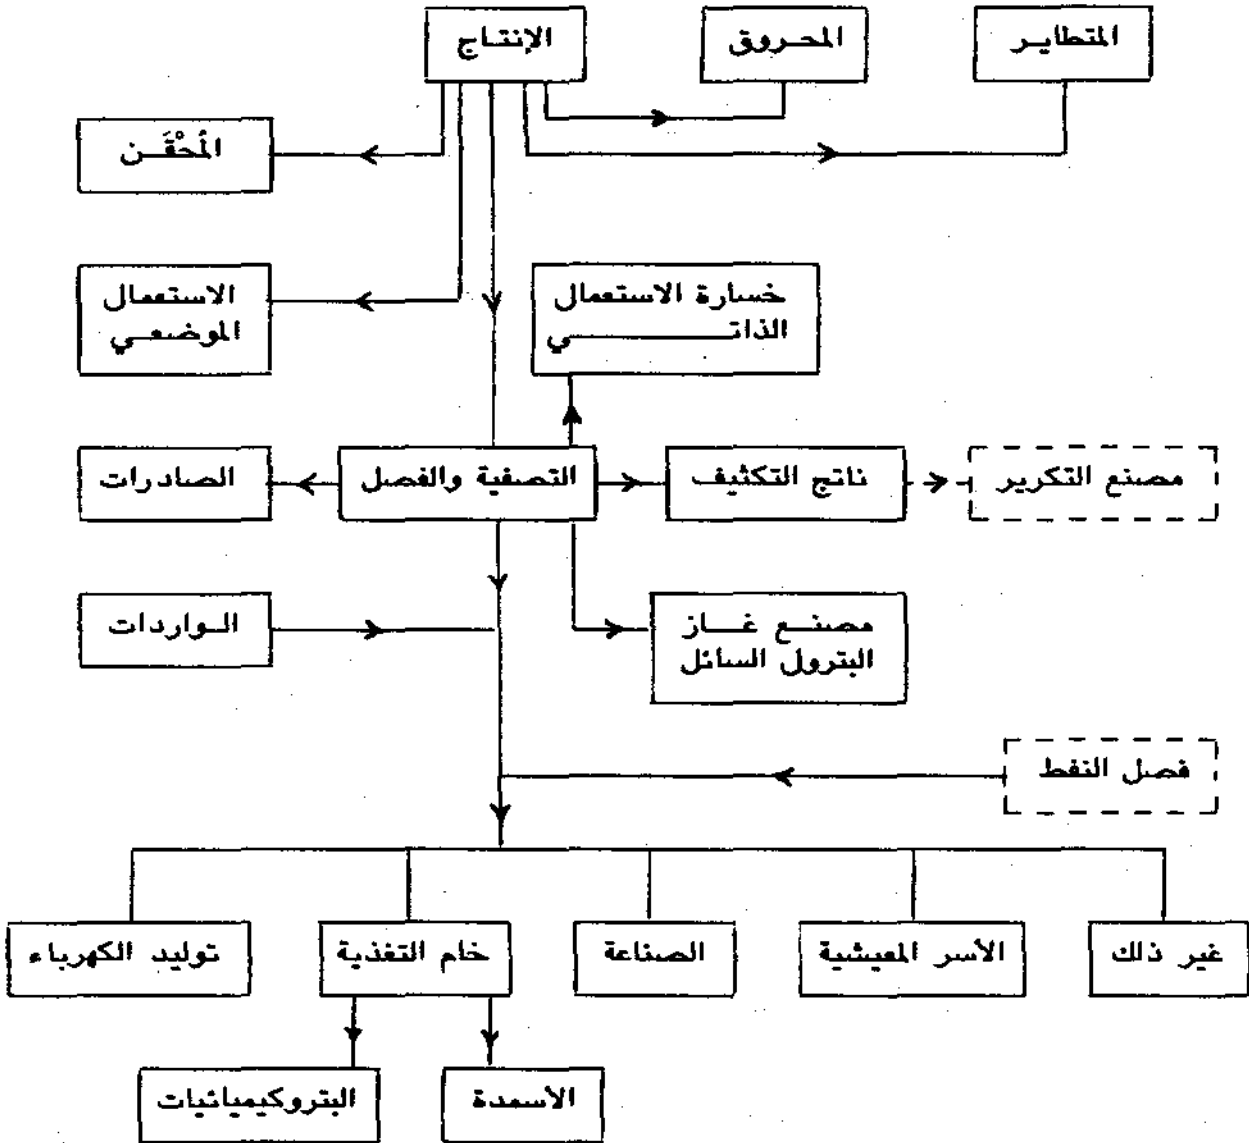 الإنتاج
المحروق
المتطاير
المُحْقَن
الاستعمال
الموضعي
خسارة الاستعمال
الذاتي
الصادرات
التصفية والفصل
ناتج التكثيف
مصنع التكرير
الواردات
مصنع غاز
البترول السائل
فصل النفط
غير ذلك
الأسر المعيشية
الصناعة
خام التغذية
توليد الكهرباء
الأسمدة
البتروكيميائيات